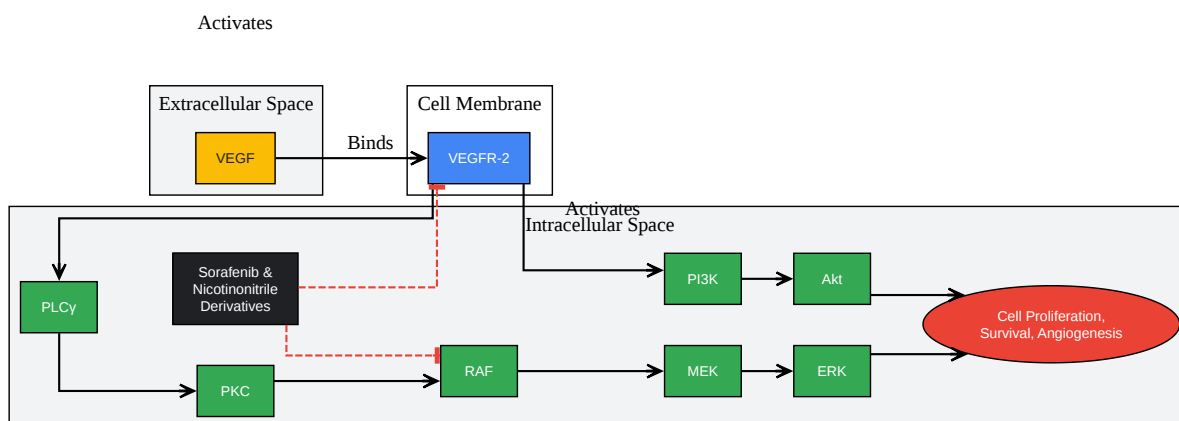 Activates
Extracellular Space
Cell Membrane
VEGF
Binds
VEGFR-2
Activates
Intracellular Space
Sorafenib &
Nicotinonitrile
Derivatives
PI3K
Akt
PLCγ
Cell Proliferation,
Survival, Angiogenesis
PKC
RAF
MEK
ERK